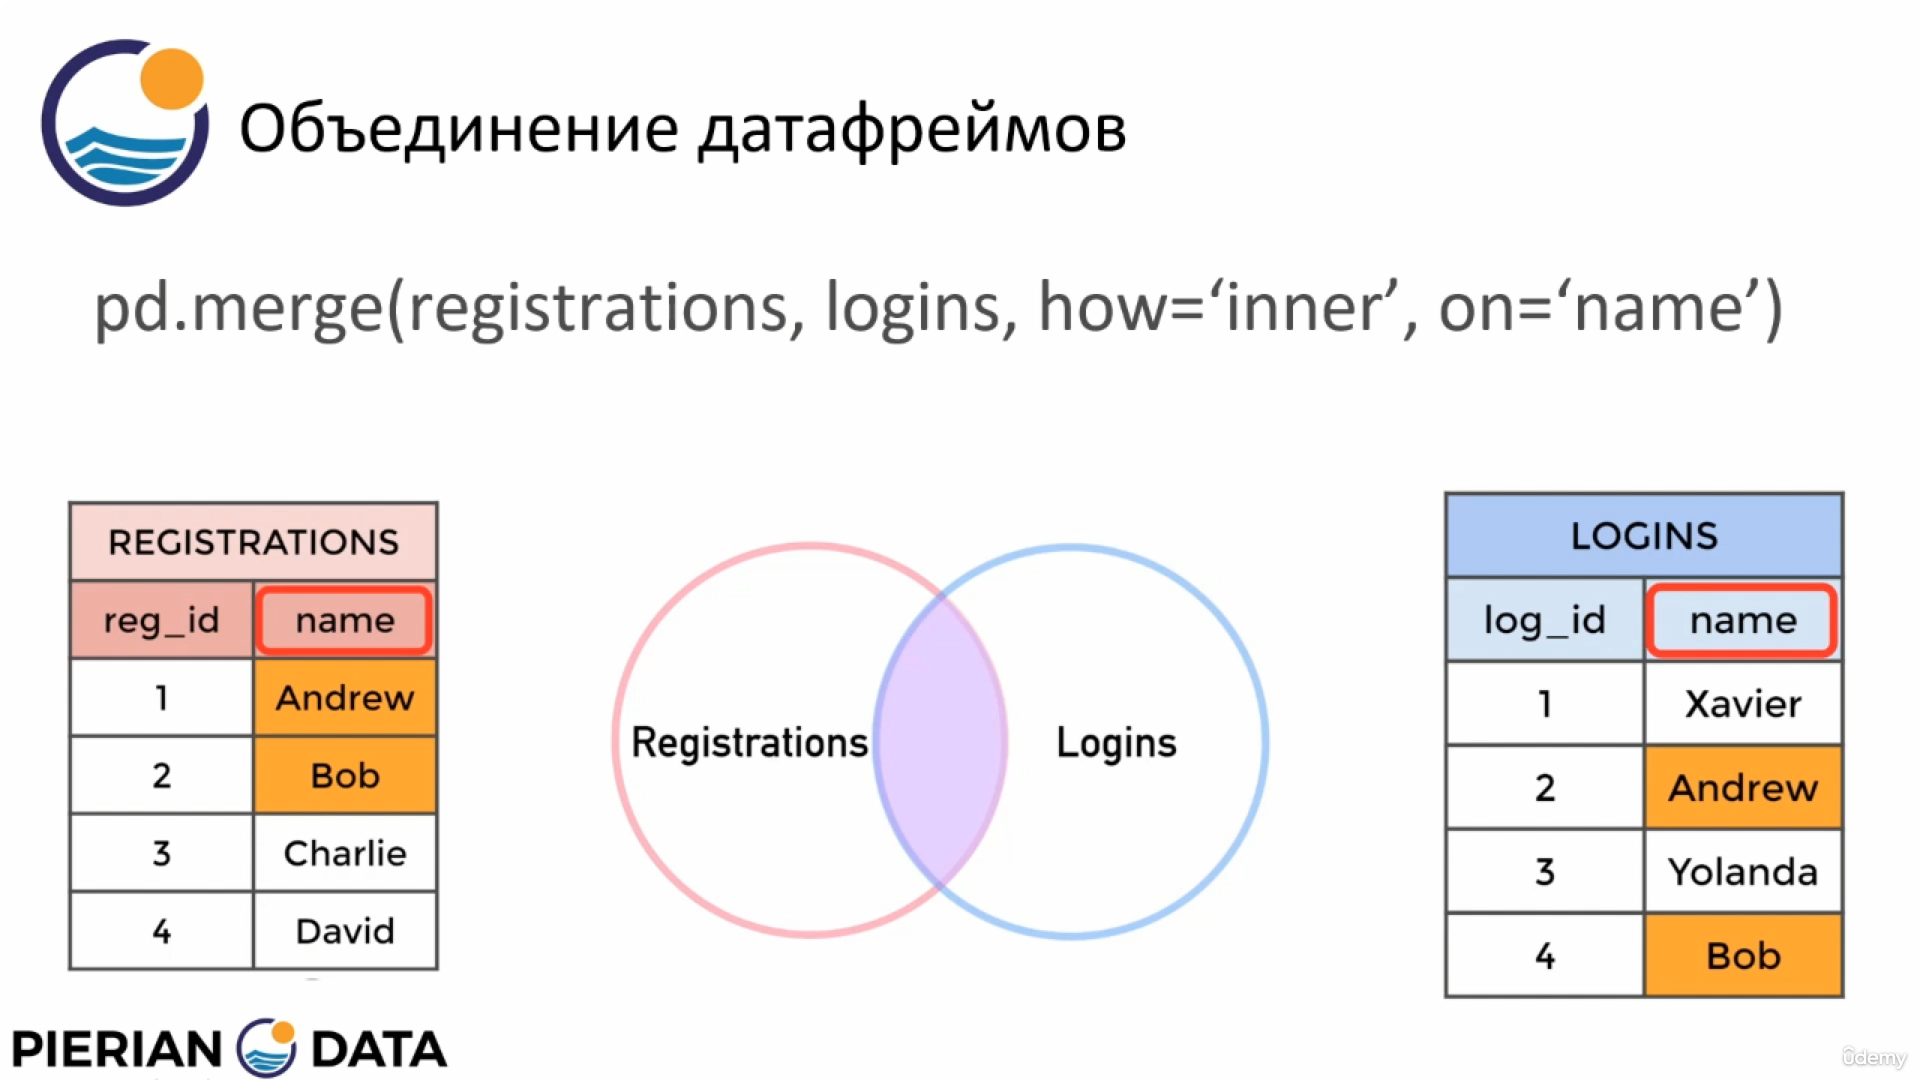 Объединение датафреймов
pd.merge(registrations, logins, how=‘inner’, on=‘name’)
REGISTRATIONS
reg_id name
1 Andrew
2 Bob
3 Charlie
4 David
Registrations Logins
LOGINS
log_id name
1 Xavier
2 Andrew
3 Yolanda
4 Bob
PIERIAN DATA
ûdemy